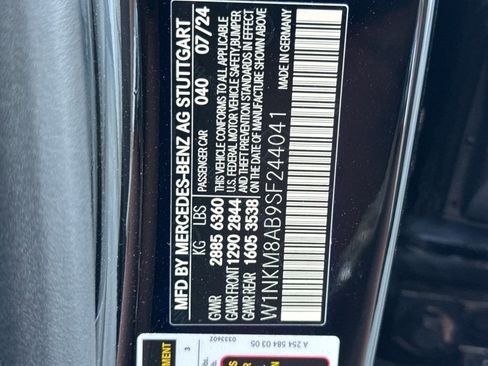 MFD BY MERCEDES-BENZ AG STUTTGART
PASSENGER CAR 040 07/24
KG LBS
GVWR 2885 6360
GAWR FRONT 1290 2844
GAWR REAR 1605 3538
THIS VEHICLE CONFORMS TO ALL APPLICABLE
U.S. FEDERAL MOTOR VEHICLE SAFETY/BUMPER
AND THEFT PREVENTION STANDARDS IN EFFECT
ON DATE OF MANUFACTURE SHOWN ABOVE
MADE IN GERMANY
W1NKM8AB9SF244041
A 254 584 03 05
0333402
3